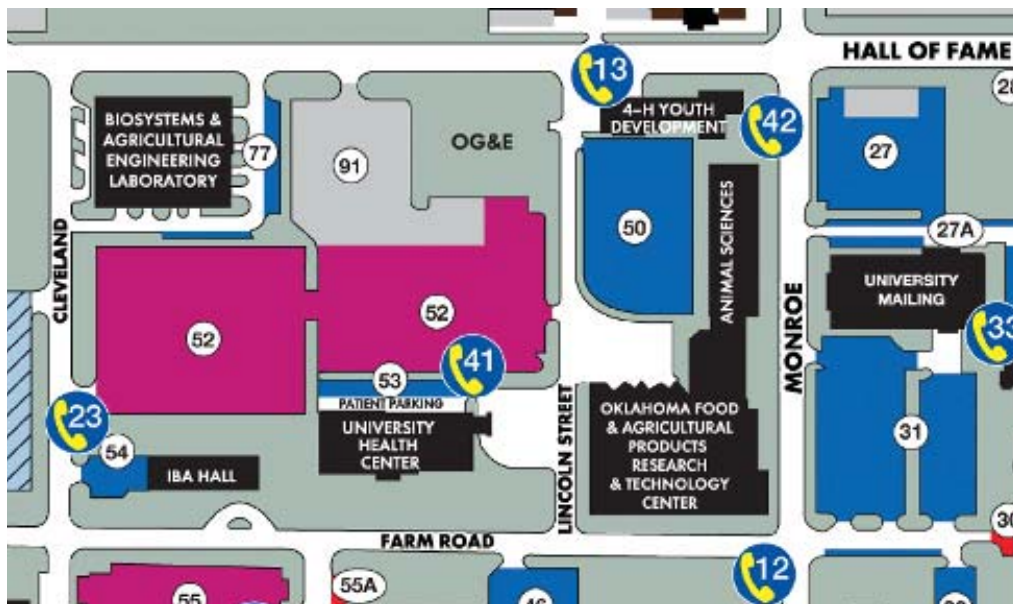 HALL OF FAME
13
28
BIOSYSTEMS &
AGRICULTURAL
ENGINEERING
LABORATORY
77
91
OG&E
4-H YOUTH
DEVELOPMENT
42
27
50
ANIMAL SCIENCES
27A
CLEVELAND
UNIVERSITY
MAILING
MONROE
52
52
33
41
53
PATIENT PARKING
23
54
UNIVERSITY
HEALTH
CENTER
IBA HALL
LINCOLN STREET
OKLAHOMA FOOD
& AGRICULTURAL
PRODUCTS
RESEARCH
& TECHNOLOGY
CENTER
31
30
FARM ROAD
12
55
55A
46